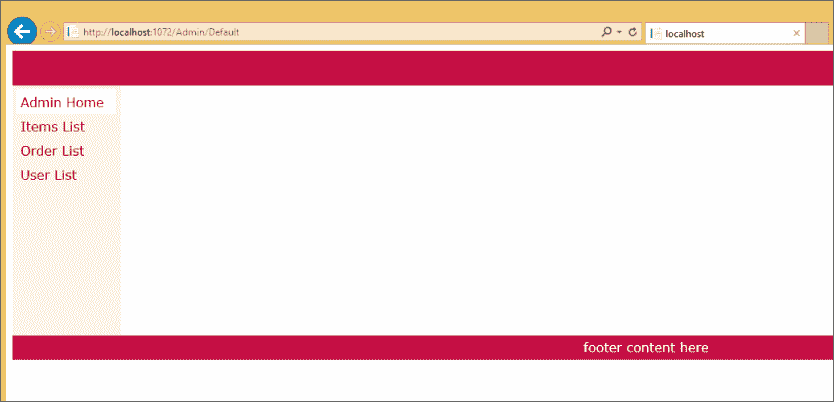 http://localhost:1072/Admin/Default
localhost
Admin Home
Items List
Order List
User List
footer content here